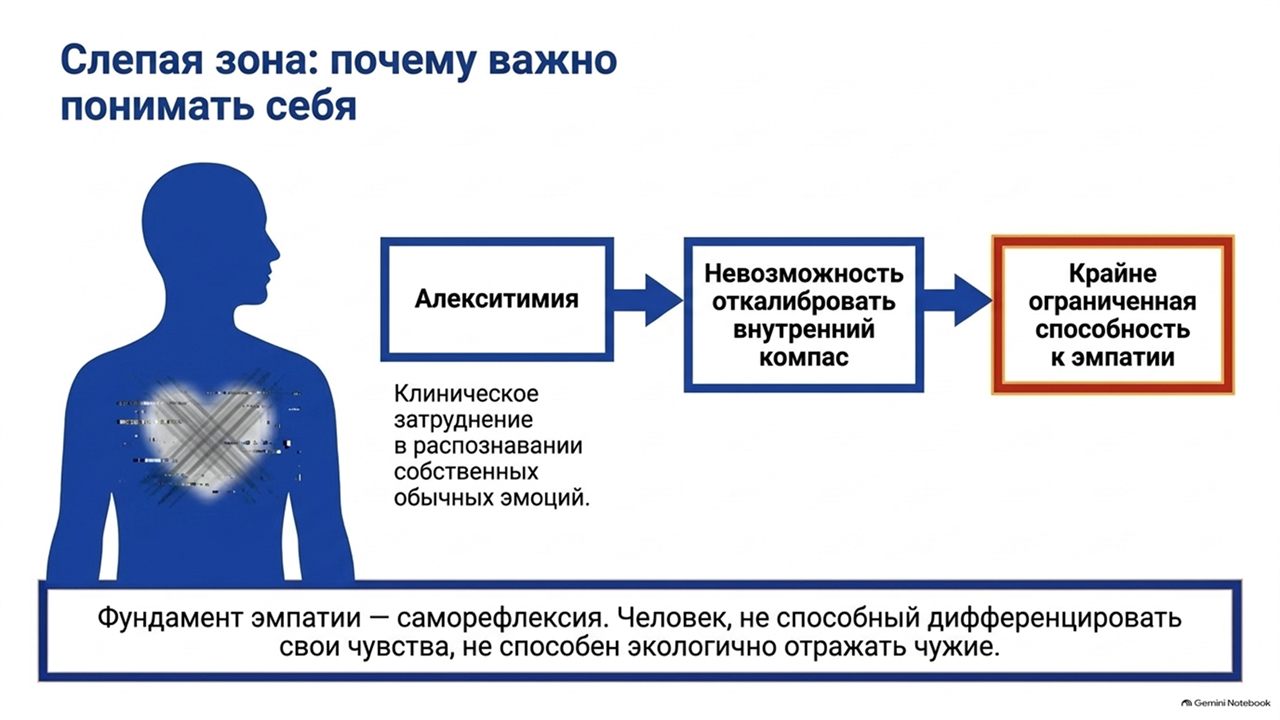 Слепая зона: почему важно
понимать себя
Алекситимия
Клиническое
затруднение
в распознавании
собственных
обычных эмоций.
Невозможность
откалибровать
внутренний
компас
Крайне
ограниченная
способность
к эмпатии
Фундамент эмпатии — саморефлексия. Человек, не способный дифференцировать
свои чувства, не способен экологично отражать чужие.
Gemini Notebook